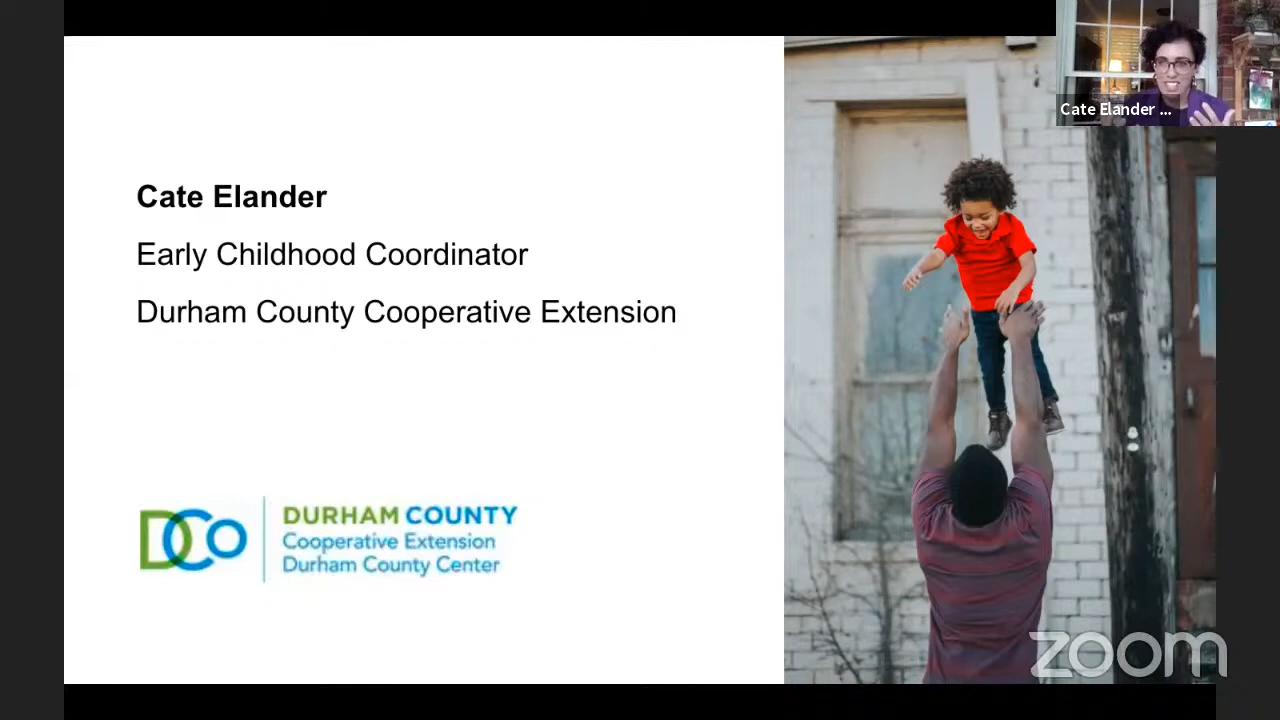 Cate Elander ...
Cate Elander
Early Childhood Coordinator
Durham County Cooperative Extension
DCo
DURHAM COUNTY
Cooperative Extension
Durham County Center
zoom